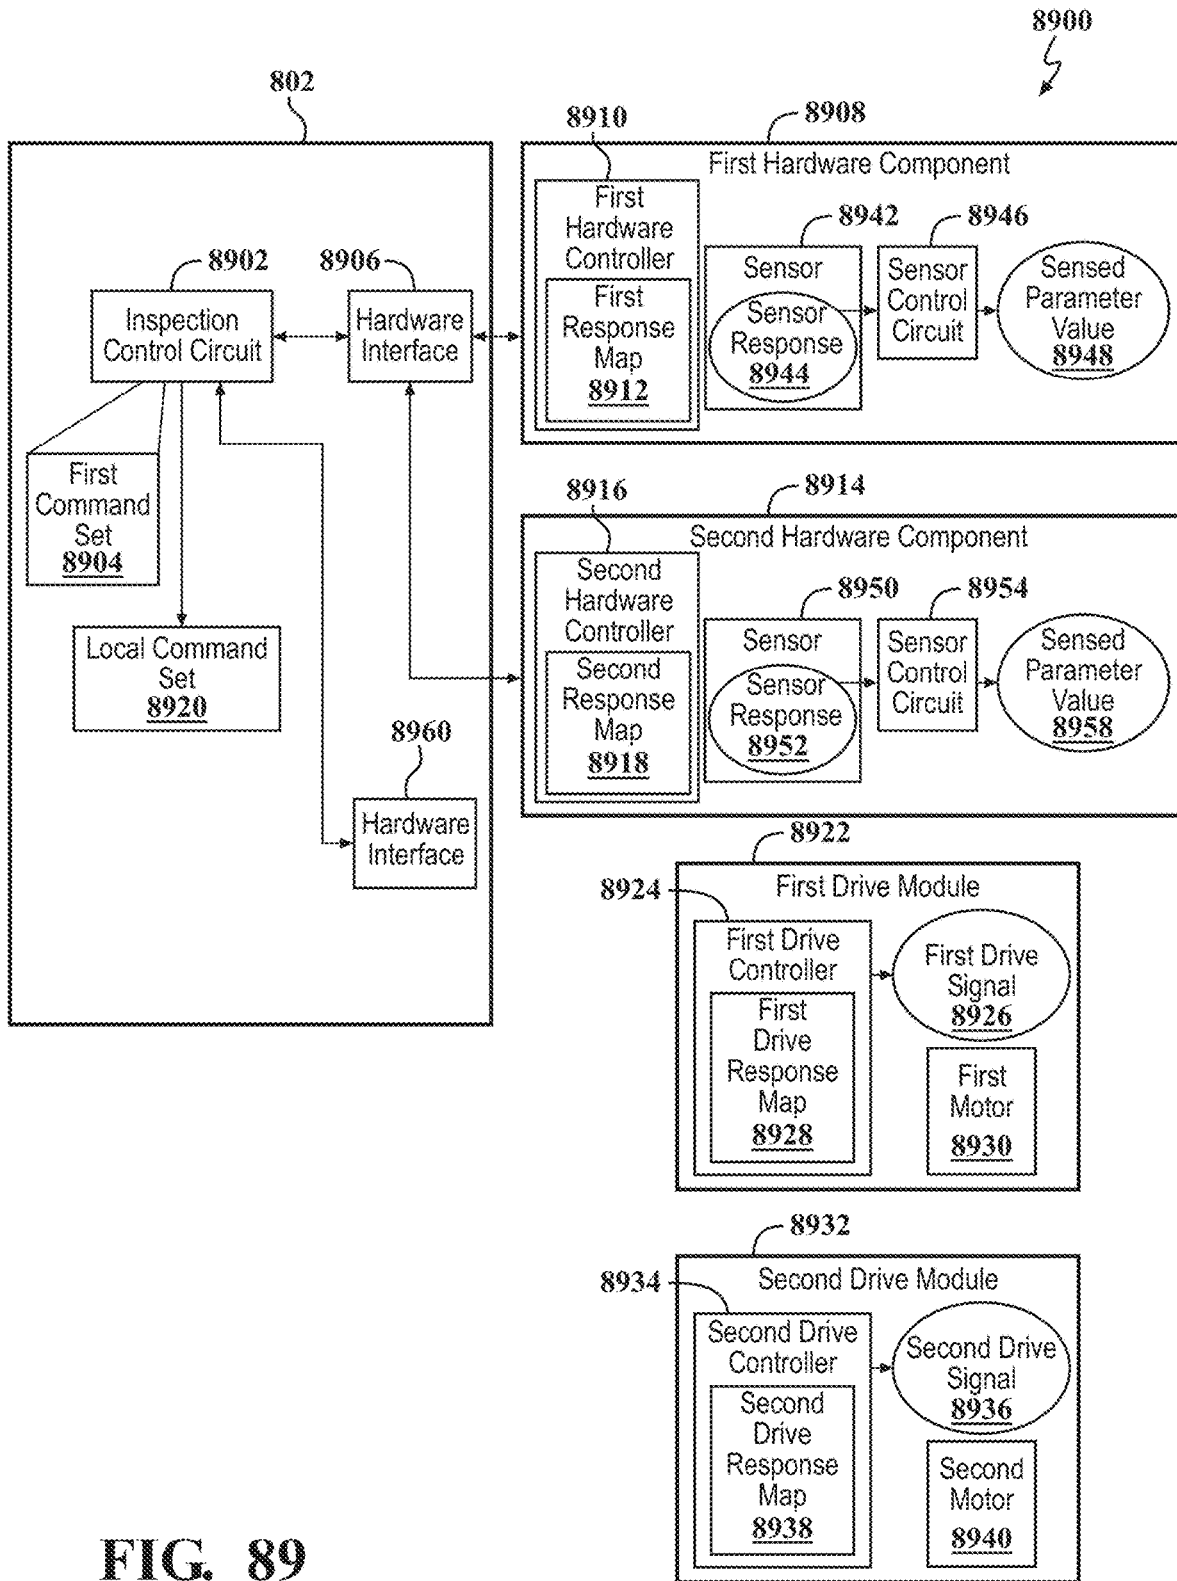 8900
802
8902
8906
Inspection
Control Circuit
Hardware
Interface
First
Command
Set
8904
Local Command
Set
8920
8960
Hardware
Interface
8910
8908
First Hardware Component
First
Hardware
Controller
First
Response
Map
8912
8942
Sensor
Sensor
Response
8944
8946
Sensor
Control
Circuit
Sensed
Parameter
Value
8948
8916
8914
Second Hardware Component
Second
Hardware
Controller
Second
Response
Map
8918
8950
Sensor
Sensor
Response
8952
8954
Sensor
Control
Circuit
Sensed
Parameter
Value
8958
8922
First Drive Module
8924
First Drive
Controller
First
Drive
Response
Map
8928
First Drive
Signal
8926
First
Motor
8930
8932
Second Drive Module
8934
Second Drive
Controller
Second
Drive
Response
Map
8938
Second Drive
Signal
8936
Second
Motor
8940
FIG. 89